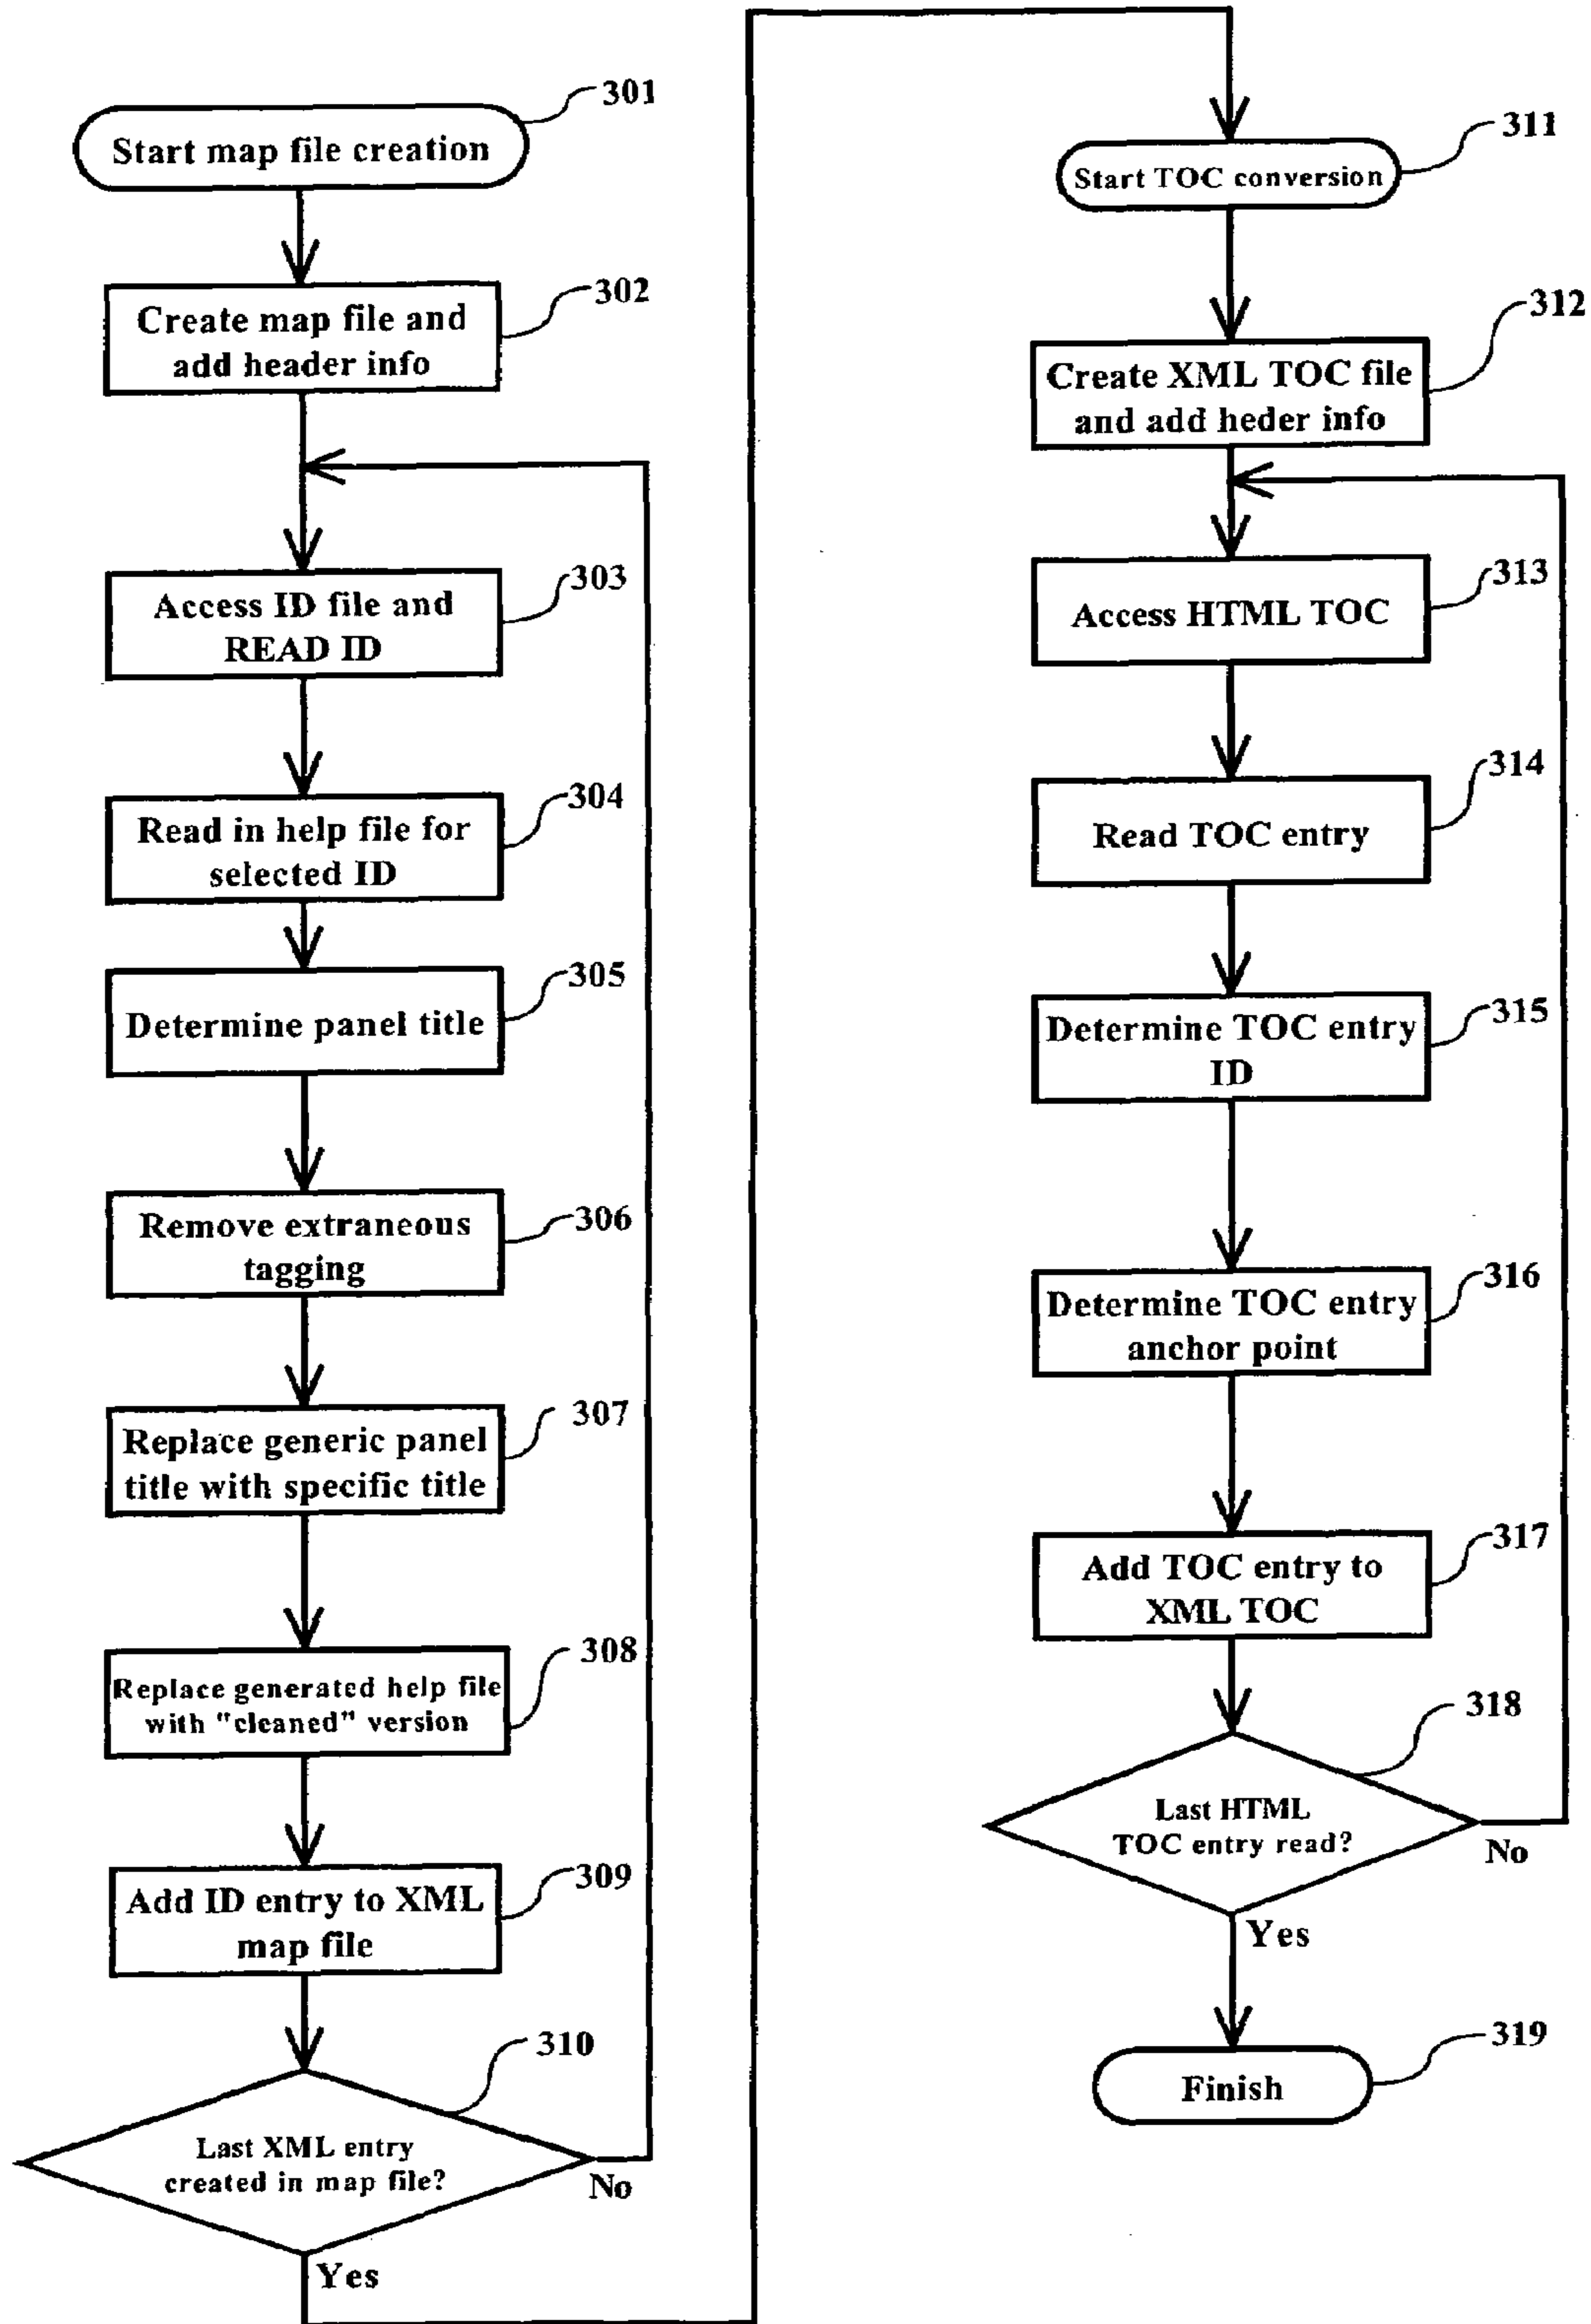 301
Start map file creation
302
Create map file and
add header info
303
Access ID file and
READ ID
304
Read in help file for
selected ID
305
Determine panel title
306
Remove extraneous
tagging
307
Replace generic panel
title with specific title
308
Replace generated help file
with "cleaned" version
309
Add ID entry to XML
map file
310
Last XML entry
created in map file?
No
Yes
311
Start TOC conversion
312
Create XML TOC file
and add heder info
313
Access HTML TOC
314
Read TOC entry
315
Determine TOC entry
ID
316
Determine TOC entry
anchor point
317
Add TOC entry to
XML TOC
318
Last HTML
TOC entry read?
No
Yes
319
Finish